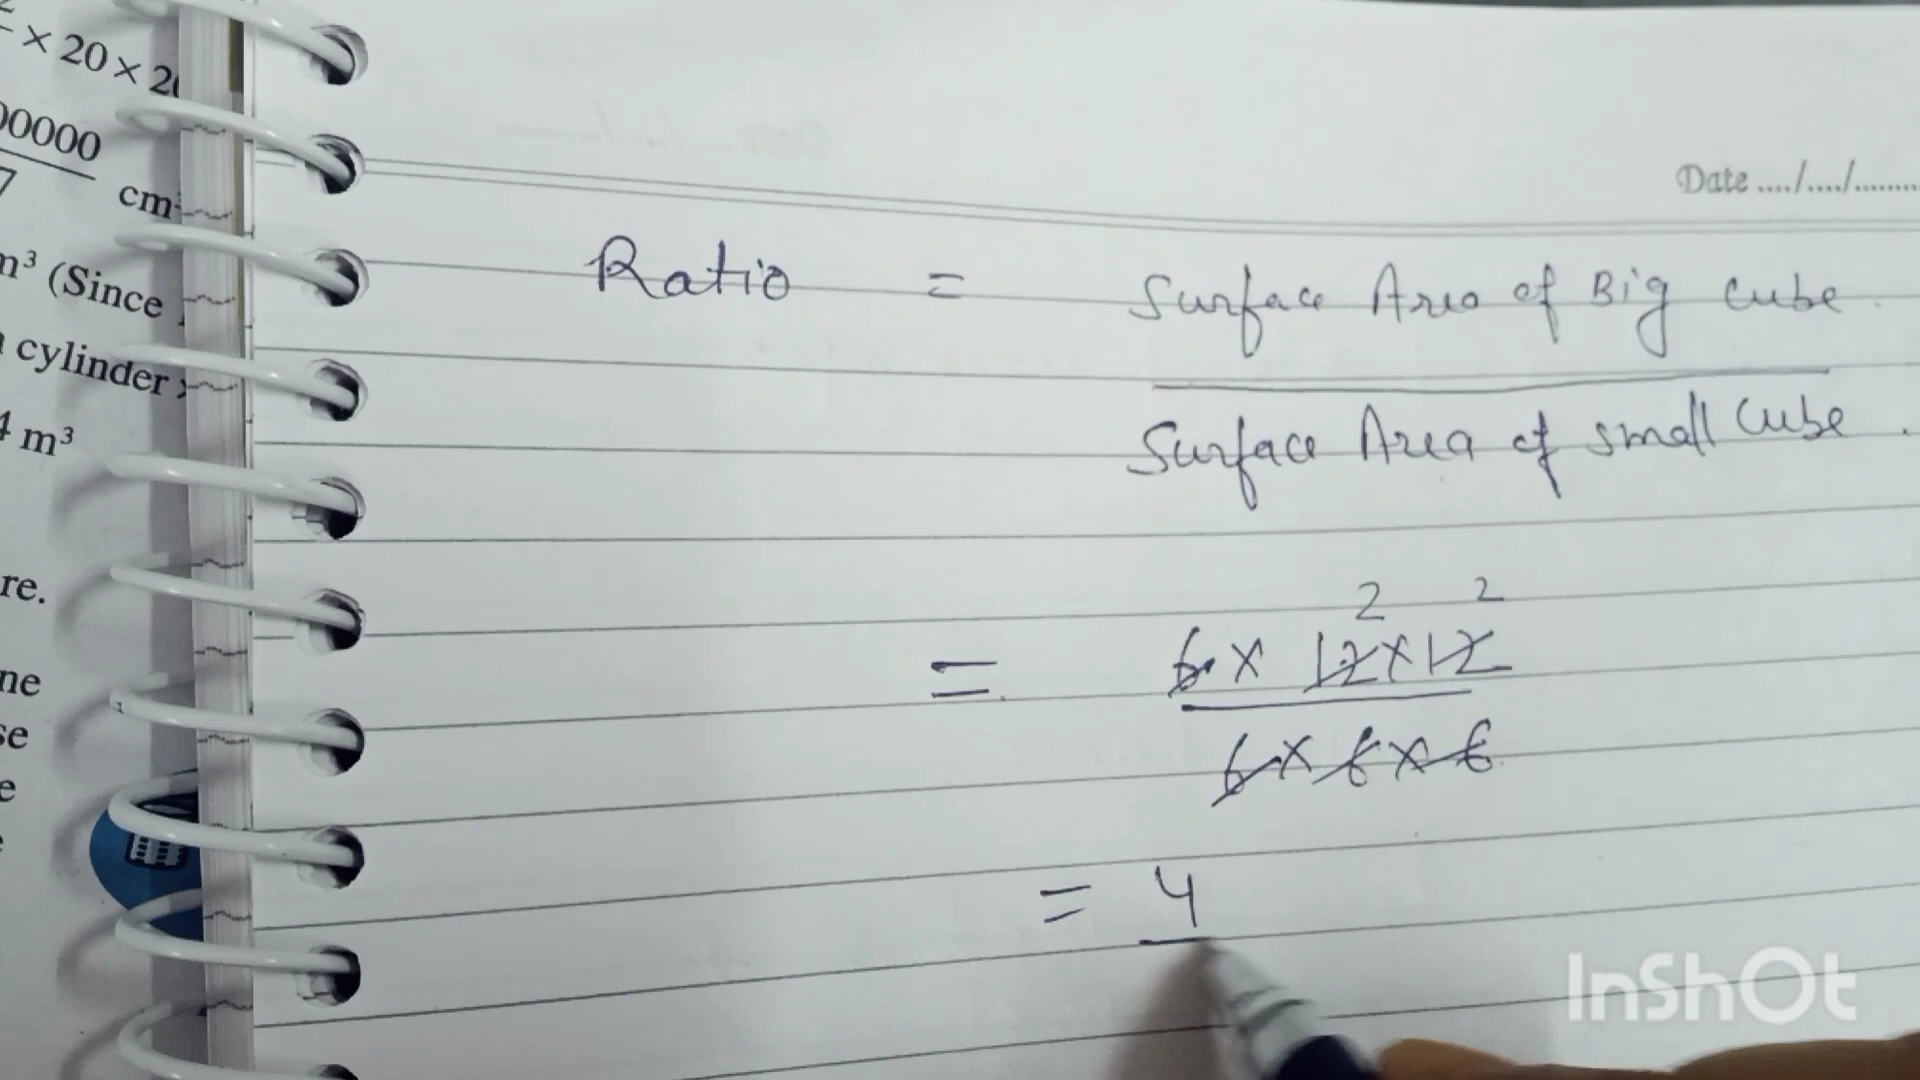 × 20 × 2
00000
7
cm
m³ (Since
cylinder
4 m³
re.
ne
se
e
Date ..../..../........
Ratio = Surface Area of Big Cube.
Surface Area of small Cube.
2 2
= 6 × 12 × 12
6 × 6 × 6
= 4
InShOt